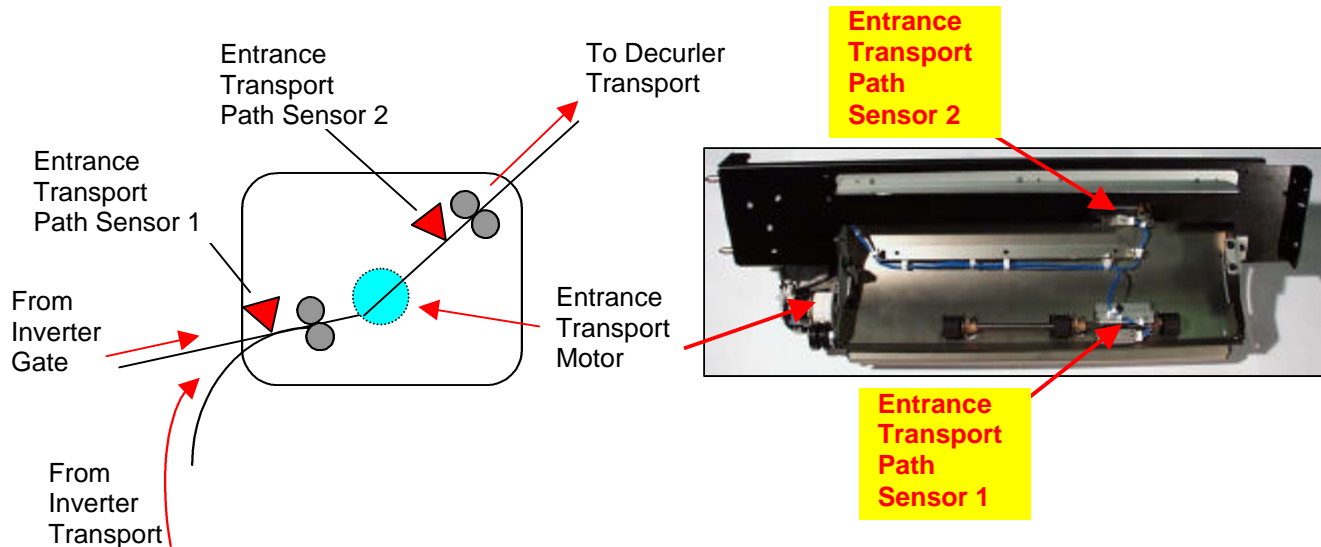 Entrance
Transport
Path Sensor 2
To Decurler
Transport
Entrance
Transport
Path
Sensor 2
Entrance
Transport
Path Sensor 1
From
Inverter
Gate
Entrance
Transport
Motor
Entrance
Transport
Path
Sensor 1
From
Inverter
Transport